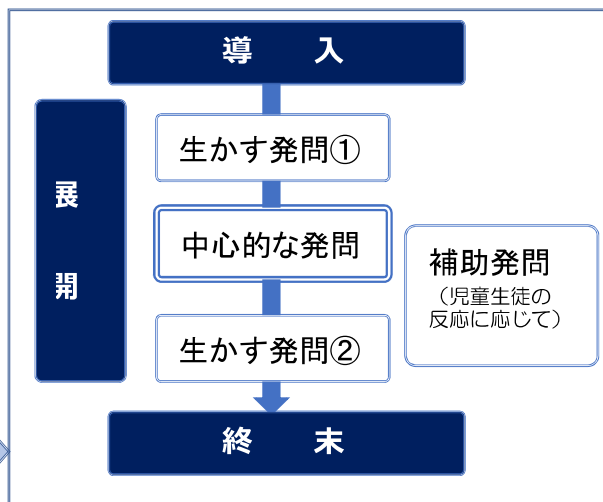 導 入
展 開
生かす発問①
中心的な発問
補助発問
（児童生徒の
反応に応じて）
生かす発問②
終 末